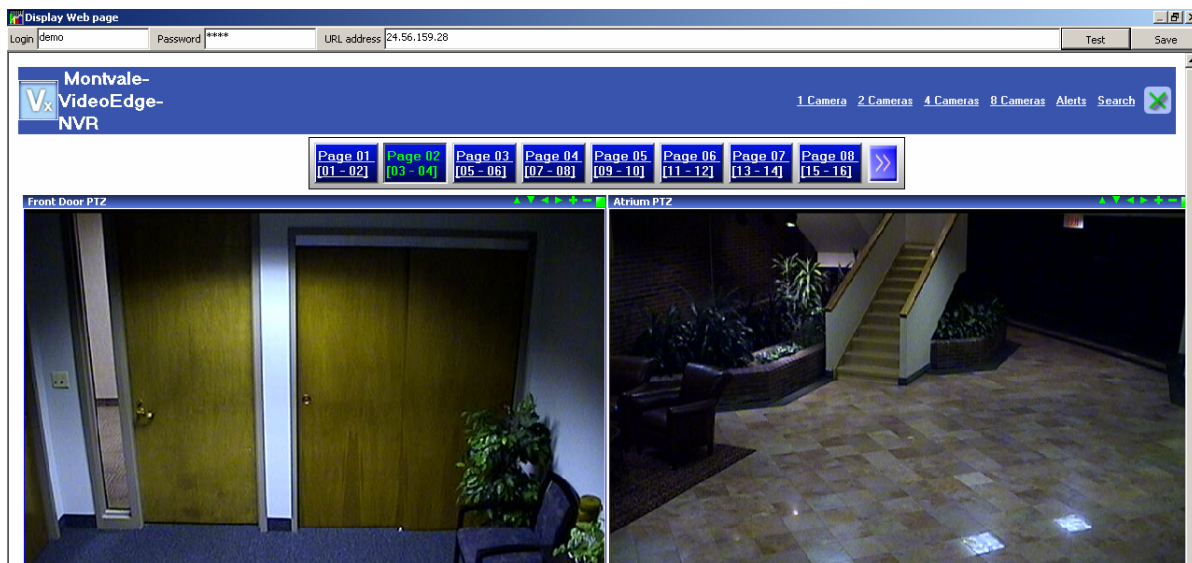 Display Web page
Login demo Password **** URL address 24.56.159.28 Test Save
Montvale-
VideoEdge-
NVR
Vx
1 Camera 2 Cameras 4 Cameras 8 Cameras Alerts Search
Page 01 Page 02 Page 03 Page 04 Page 05 Page 06 Page 07 Page 08
[01 - 02] [03 - 04] [05 - 06] [07 - 08] [09 - 10] [11 - 12] [13 - 14] [15 - 16]
Front Door PTZ Atrium PTZ